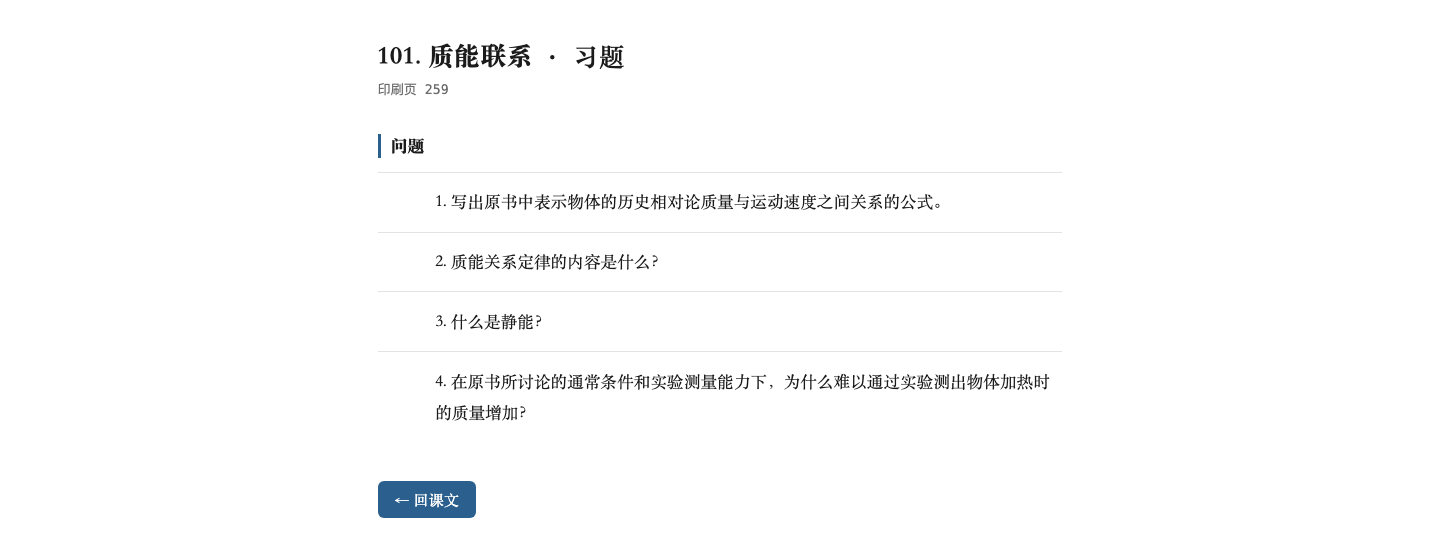 101. 质能联系 · 习题
印刷页 259
问题
1. 写出原书中表示物体的历史相对论质量与运动速度之间关系的公式。
2. 质能关系定律的内容是什么?
3. 什么是静能?
4. 在原书所讨论的通常条件和实验测量能力下，为什么难以通过实验测出物体加热时
的质量增加?
← 回课文